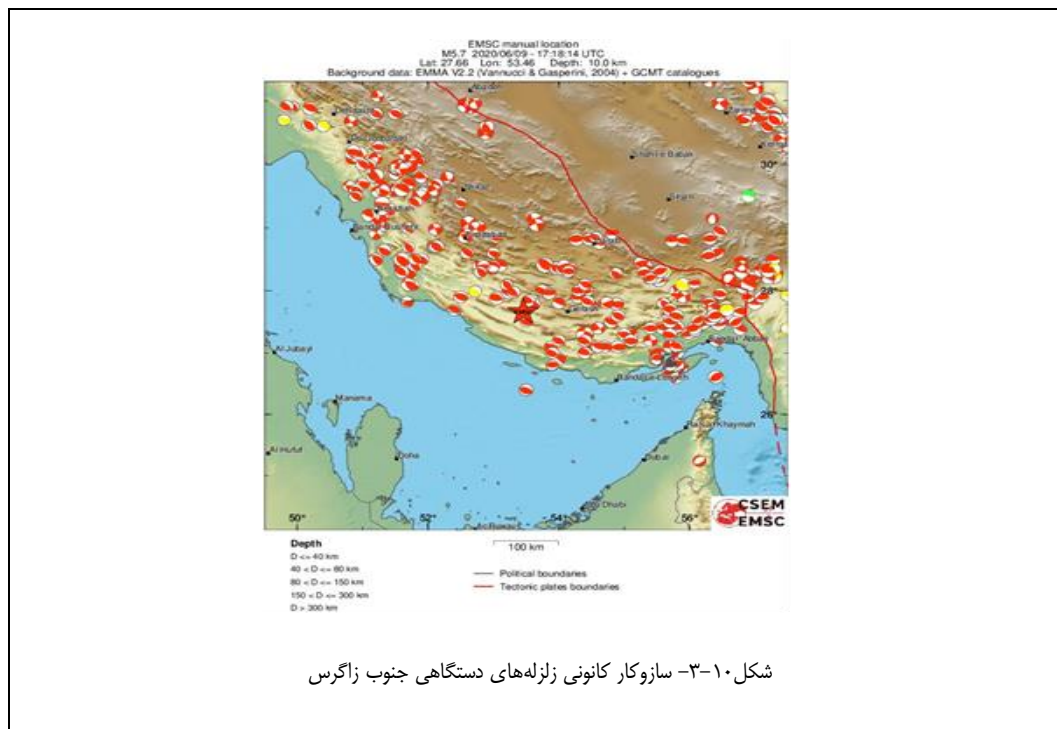 EMSC manual location
M5.7 2020/06/09 - 17:18:14 UTC
Lat: 27.66 Lon: 53.46 Depth: 10.0 km
Background data: EMMA V2.2 (Vannucci & Gasperini, 2004) + GCMT catalogues
30°
28°
Al Jubayl
Manama
26°
Ra's al Khaymah
Al Hufuf
Doha
Dubai
Abu Dhabi
CSEM
EMSC
50°
52°
54°
56°
Depth
D <= 40 km
40 < D <= 80 km
80 < D <= 150 km
150 < D <= 300 km
D > 300 km
100 km
Political boundaries
Tectonic plates boundaries
شکل۱۰-۳- سازوکار کانونی زلزله‌های دستگاهی جنوب زاگرس